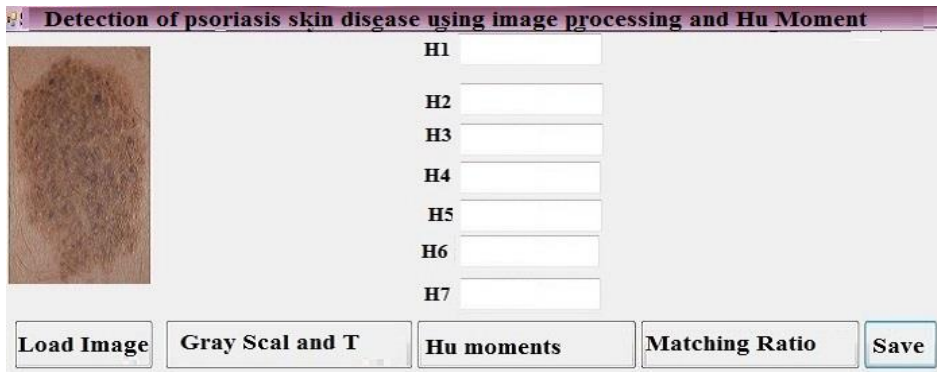 Detection of psoriasis skin disease using image processing and Hu Moment
H1
H2
H3
H4
H5
H6
H7
Load Image
Gray Scal and T
Hu moments
Matching Ratio
Save